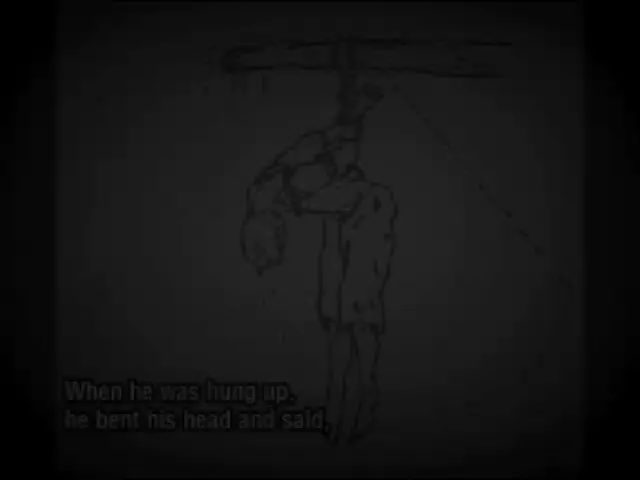 When he was hung up,
he bent his head and said,